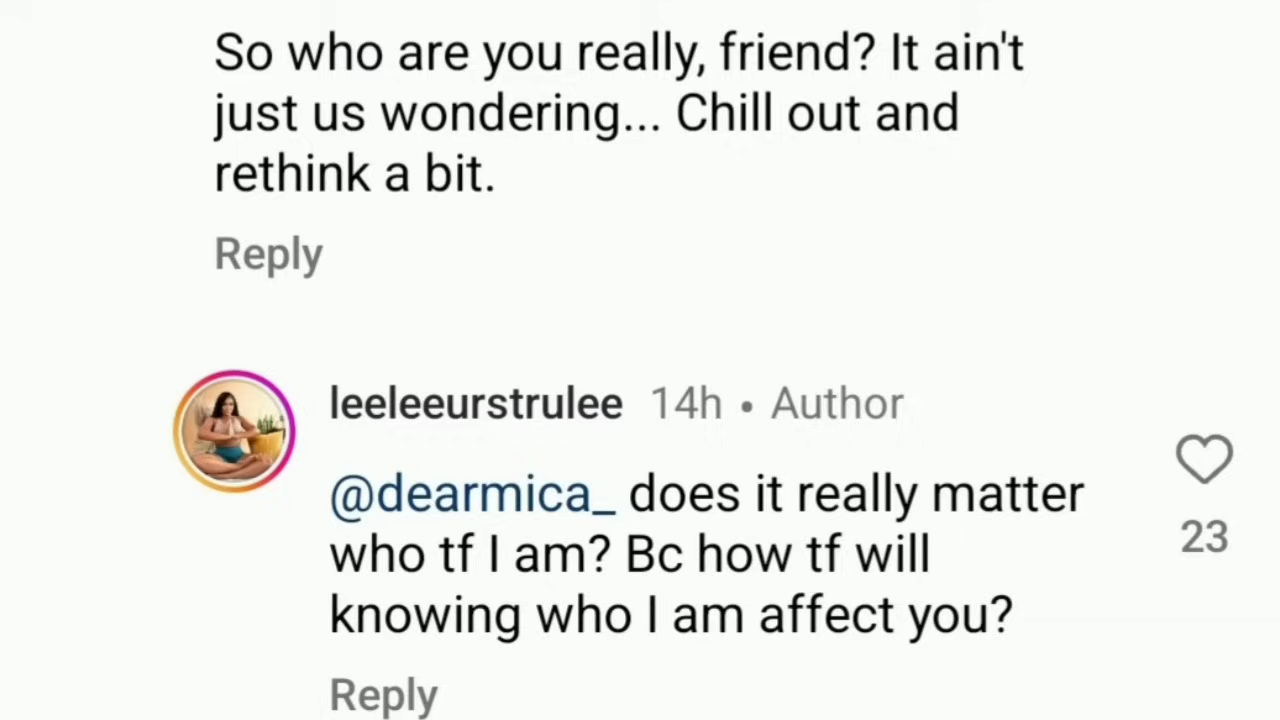 So who are you really, friend? It ain't
just us wondering... Chill out and
rethink a bit.
Reply
leeleeurstrulee 14h • Author
@dearmica_ does it really matter
who tf I am? Bc how tf will
knowing who I am affect you?
23
Reply